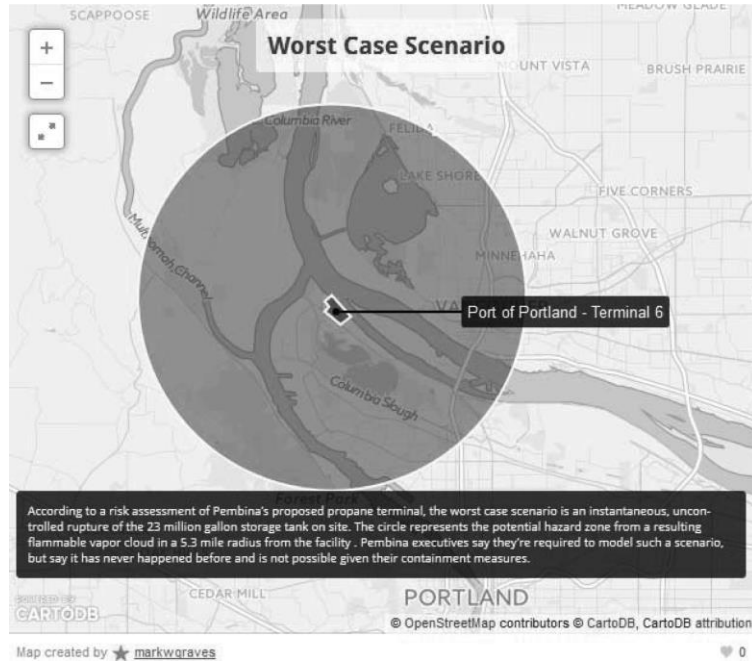 SCAPPOOSE
Wildlife Area
MEADOW GLADE
+
Worst Case Scenario
MOUNT VISTA
BRUSH PRAIRIE
−
Columbia River
FELIDA
LAKE SHORE
FIVE CORNERS
WALNUT GROVE
Multnomah Channel
MINNEHAHA
VANCOUVER
Port of Portland - Terminal 6
Columbia Slough
Forest Park
According to a risk assessment of Pembina's proposed propane terminal, the worst case scenario is an instantaneous, uncon-
trolled rupture of the 23 million gallon storage tank on site. The circle represents the potential hazard zone from a resulting
flammable vapor cloud in a 5.3 mile radius from the facility . Pembina executives say they're required to model such a scenario,
but say it has never happened before and is not possible given their containment measures.
CEDAR MILL
POWERED BY
CARTODB
PORTLAND
© OpenStreetMap contributors © CartoDB, CartoDB attribution
Map created by ★ markwgraves
0